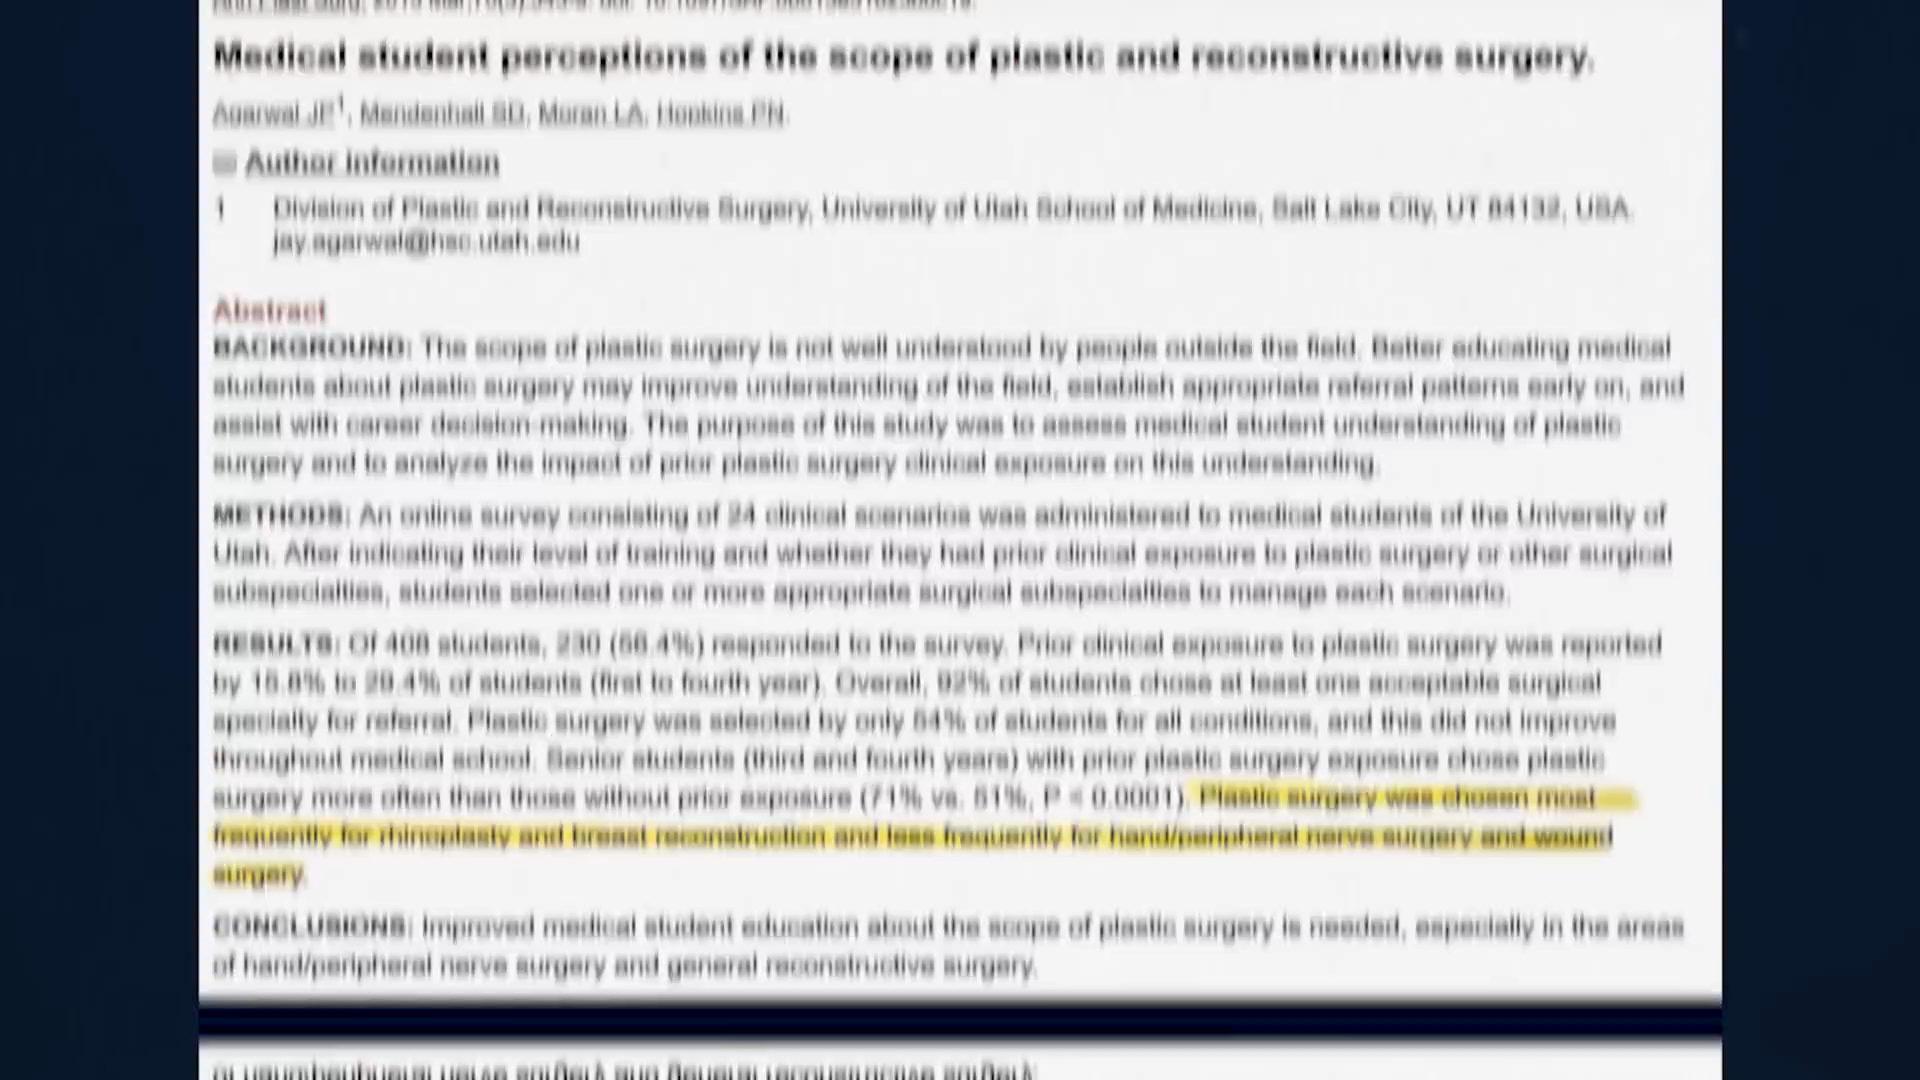 Medical student perceptions of the scope of plastic and reconstructive surgery.
Agarwal JP1, Mendenhall SD, Moran LA, Hopkins PN.
Author information
1 Division of Plastic and Reconstructive Surgery, University of Utah School of Medicine, Salt Lake City, UT 84132, USA.
jay.agarwal@hsc.utah.edu
Abstract
BACKGROUND: The scope of plastic surgery is not well understood by people outside the field. Better educating medical
students about plastic surgery may improve understanding of the field, establish appropriate referral patterns early on, and
assist with career decision-making. The purpose of this study was to assess medical student understanding of plastic
surgery and to analyze the impact of prior plastic surgery clinical exposure on this understanding.
METHODS: An online survey consisting of 24 clinical scenarios was administered to medical students of the University of
Utah. After indicating their level of training and whether they had prior clinical exposure to plastic surgery or other surgical
subspecialties, students selected one or more appropriate surgical subspecialties to manage each scenario.
RESULTS: Of 408 students, 230 (56.4%) responded to the survey. Prior clinical exposure to plastic surgery was reported
by to 29.4% of students (first to fourth year). Overall, 92% of students chose at least one acceptable surgical
specialty for referral. Plastic surgery was selected by only 54% of students for all conditions, and this did not improve
throughout medical school. Senior students (third and fourth years) with prior plastic surgery exposure chose plastic
surgery more often than those without prior exposure (71% vs. 51%, P < 0.0001). Plastic surgery was chosen most
frequently for rhinoplasty and breast reconstruction and less frequently for hand/peripheral nerve surgery and wound
surgery.
CONCLUSIONS: Improved medical student education about the scope of plastic surgery is needed, especially in the areas
of hand/peripheral nerve surgery and general reconstructive surgery.